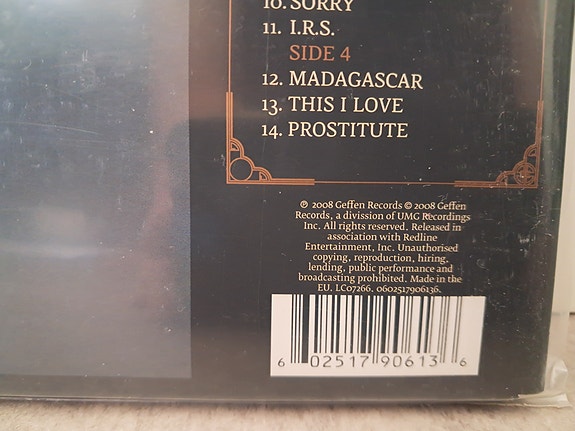 10. SORRY
11. I.R.S.
SIDE 4
12. MADAGASCAR
13. THIS I LOVE
14. PROSTITUTE
℗ 2008 Geffen Records © 2008 Geffen
Records, a division of UMG Recordings
Inc. All rights reserved. Released in
association with Redline
Entertainment, Inc. Unauthorised
copying, reproduction, hiring,
lending, public performance and
broadcasting prohibited. Made in the
EU. LC07266. 0602517906136.
6 02517 90613 6